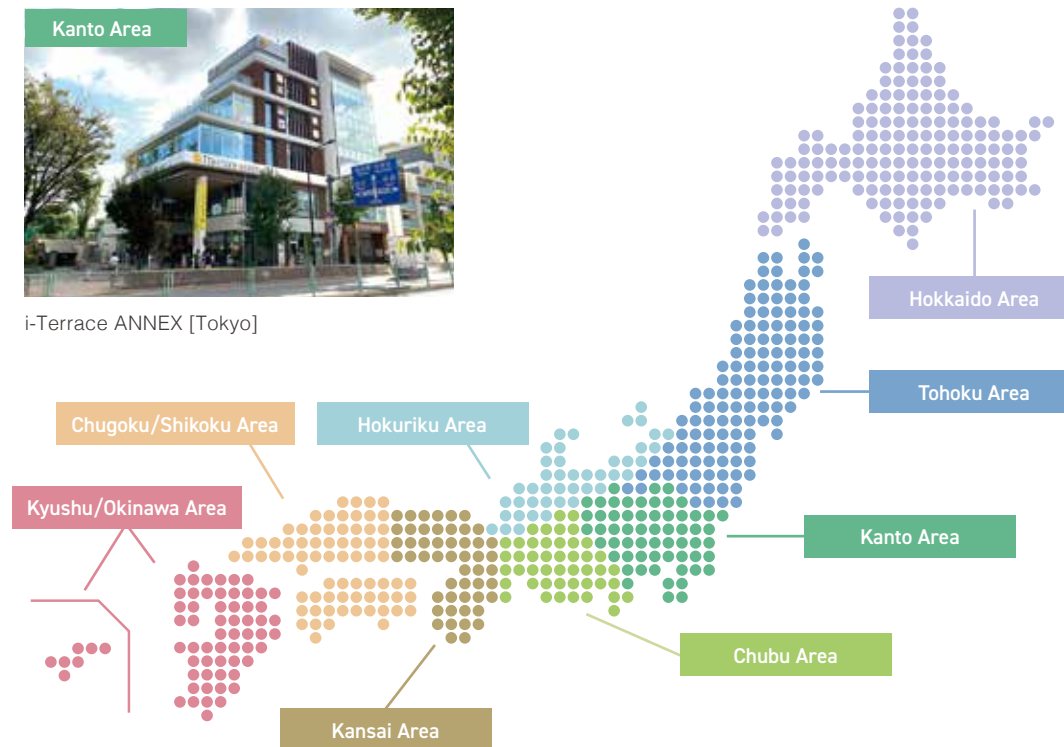 Kanto Area
i-Terrace ANNEX [Tokyo]
Hokkaido Area
Tohoku Area
Chugoku/Shikoku Area
Hokuriku Area
Kyushu/Okinawa Area
Kanto Area
Chubu Area
Kansai Area